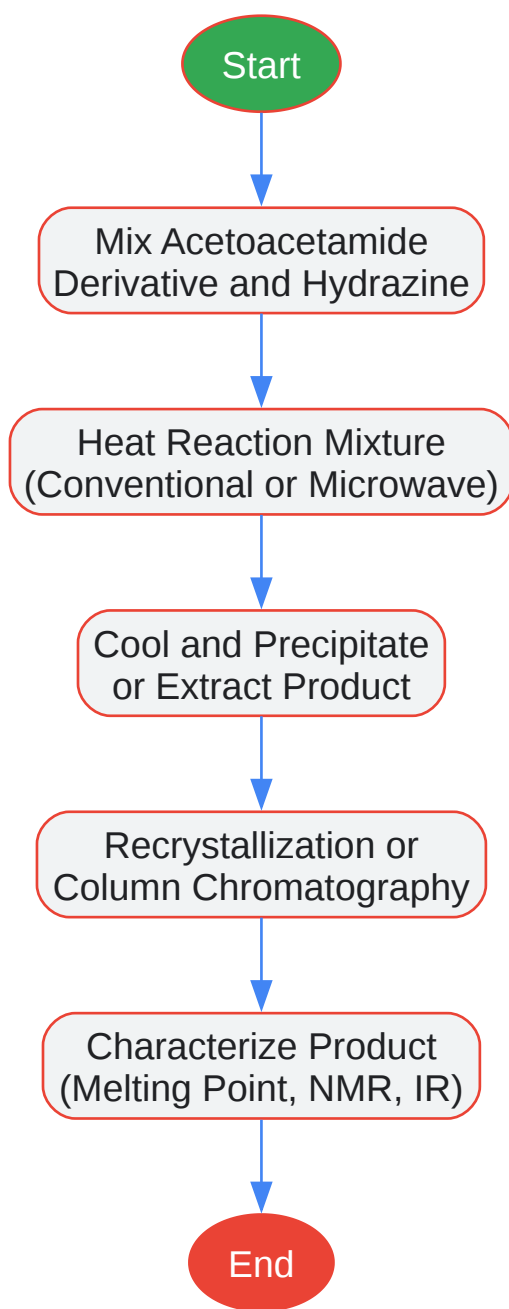 Start
Mix Acetoacetamide
Derivative and Hydrazine
Heat Reaction Mixture
(Conventional or Microwave)
Cool and Precipitate
or Extract Product
Recrystallization or
Column Chromatography
Characterize Product
(Melting Point, NMR, IR)
End